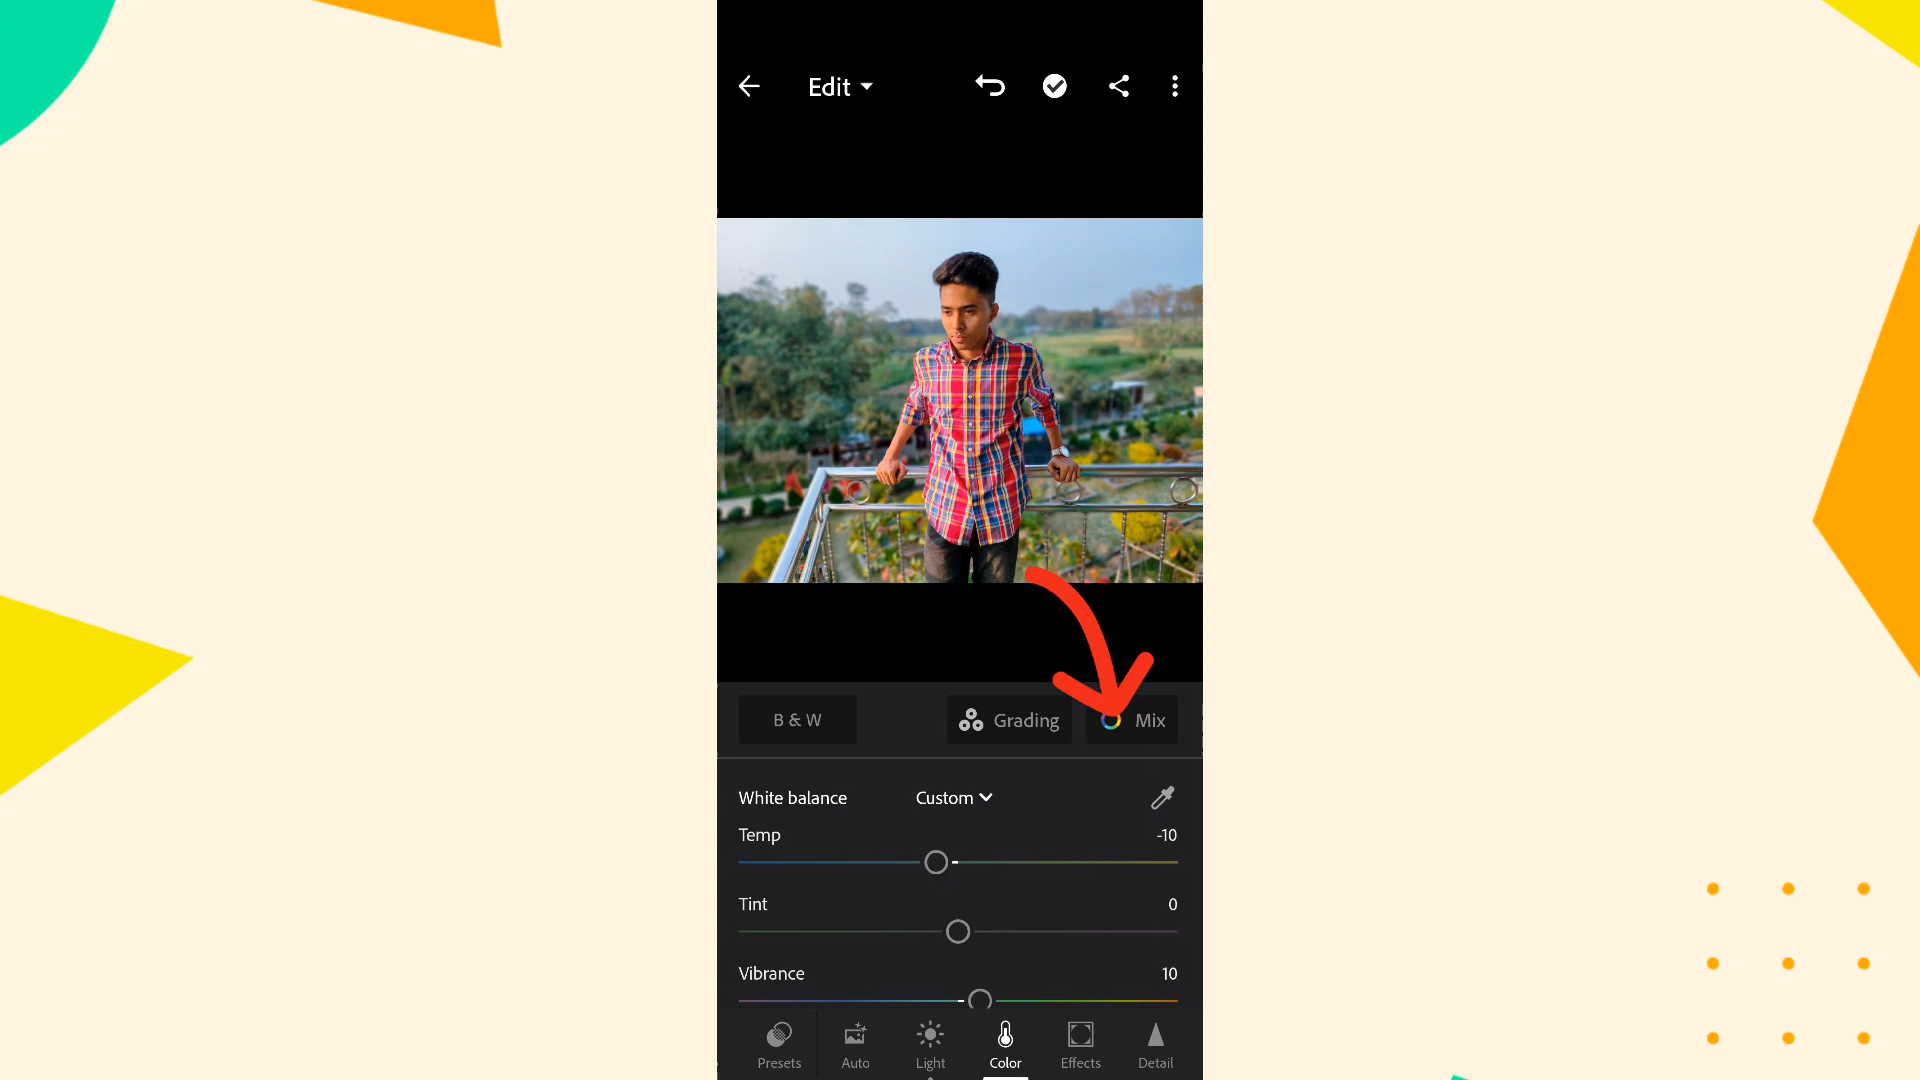 Edit
B & W
Grading
Mix
White balance
Custom
Temp
-10
Tint
0
Vibrance
10
Presets
Auto
Light
Color
Effects
Detail